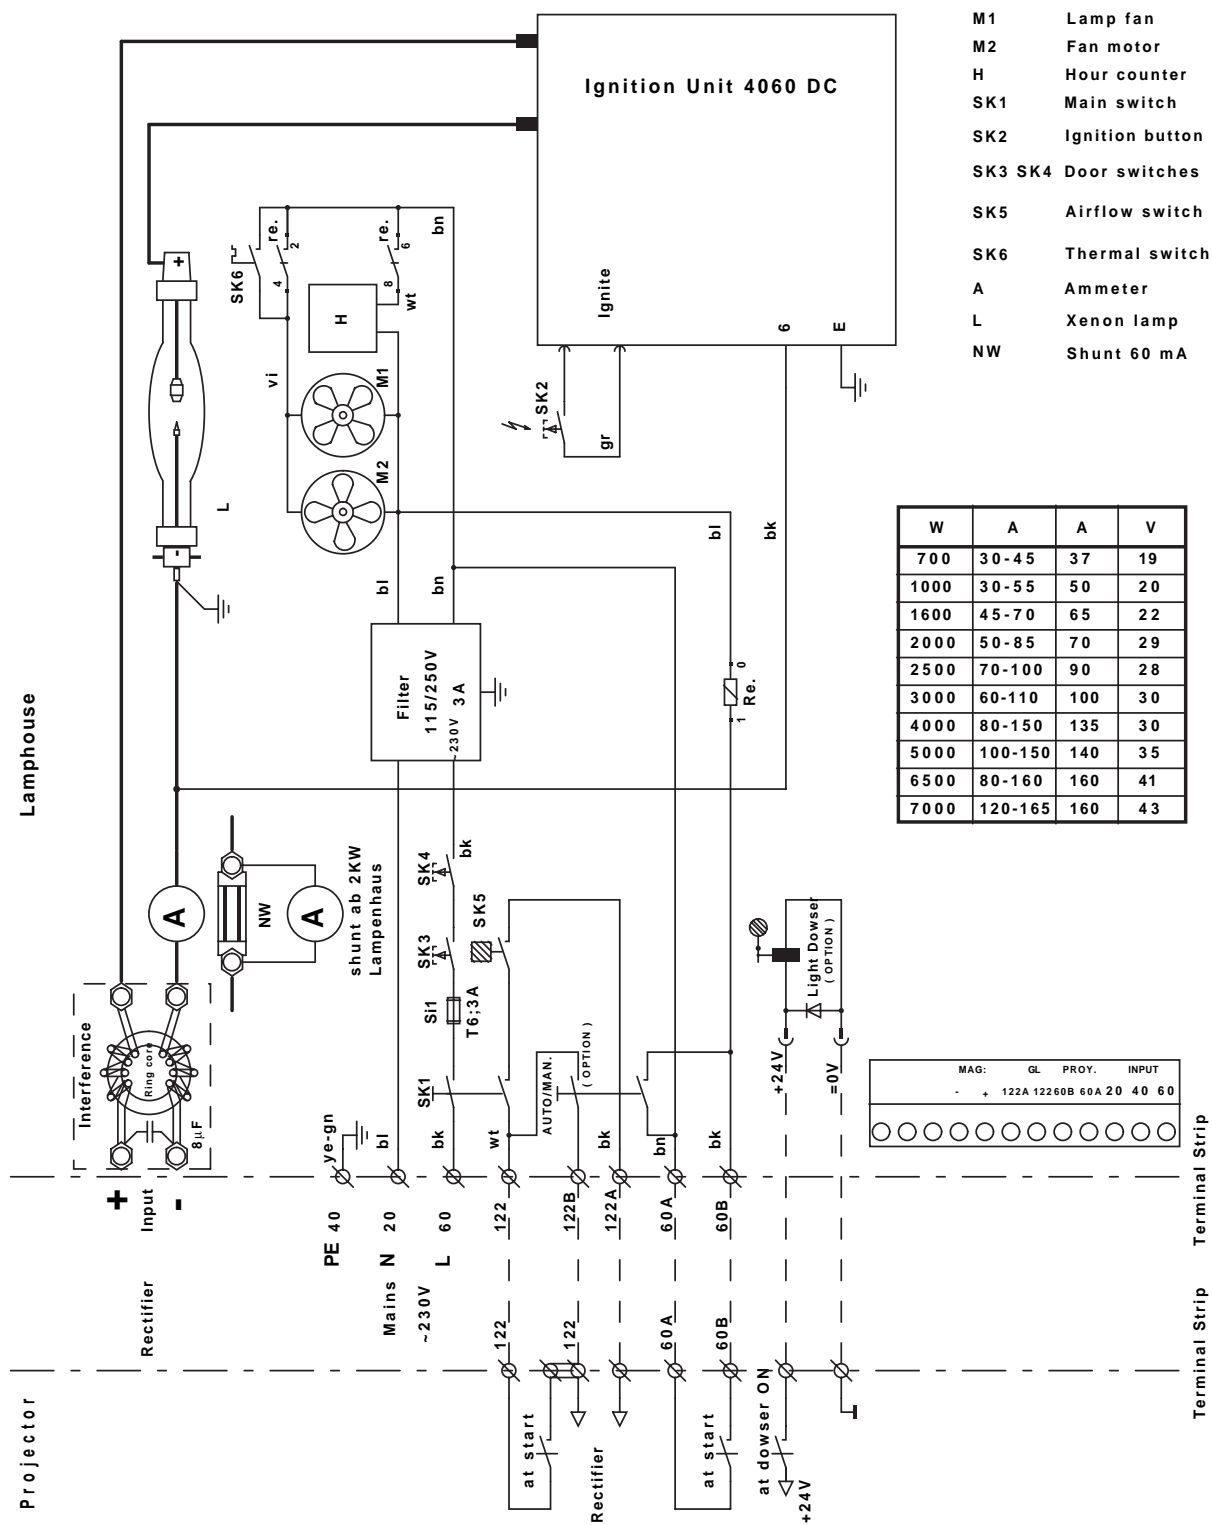 Ignition Unit 4060 DC
Ignite
6
E
M1 Lamp fan
M2 Fan motor
H Hour counter
SK1 Main switch
SK2 Ignition button
SK3 SK4 Door switches
SK5 Airflow switch
SK6 Thermal switch
A Ammeter
L Xenon lamp
NW Shunt 60 mA
SK6
re.
2
4
re.
6
8
wt
bn
H
vi
M1
M2
SK2
gr
+
-
L
bl
bn
bl
bk
Filter
115/250V
~230V 3A
Re.
0
1
W A A V
700 30-45 37 19
1000 30-55 50 20
1600 45-70 65 22
2000 50-85 70 29
2500 70-100 90 28
3000 60-110 100 30
4000 80-150 135 30
5000 100-150 140 35
6500 80-160 160 41
7000 120-165 160 43
Lamphouse
A
NW
A
shunt ab 2KW
Lampenhaus
SK4
bk
SK3
SK5
Si1
T6;3A
SK1
AUTO/MAN.
(OPTION)
Light Dowser
(OPTION)
+24V
=0V
Interference
Ring core
8µF
ye-gn
bl
bk
wt
bk
bn
bk
MAG: GL PROY. INPUT
- + 122A 122 60B 60A 20 40 60
Terminal Strip
+
-
Input
PE 40
N 20
L 60
122
122B
122A
60A
60B
Rectifier
Mains
~230V
122
122
60A
60B
Terminal Strip
Projector
at start
Rectifier
at start
at dowser ON
+24V